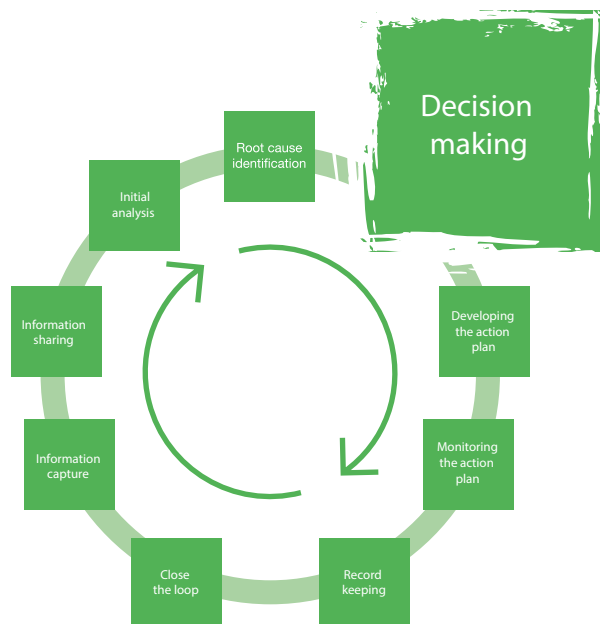 Decision
making
Root cause
identification
Initial
analysis
Information
sharing
Developing
the action
plan
Information
capture
Monitoring
the action
plan
Close
the loop
Record
keeping